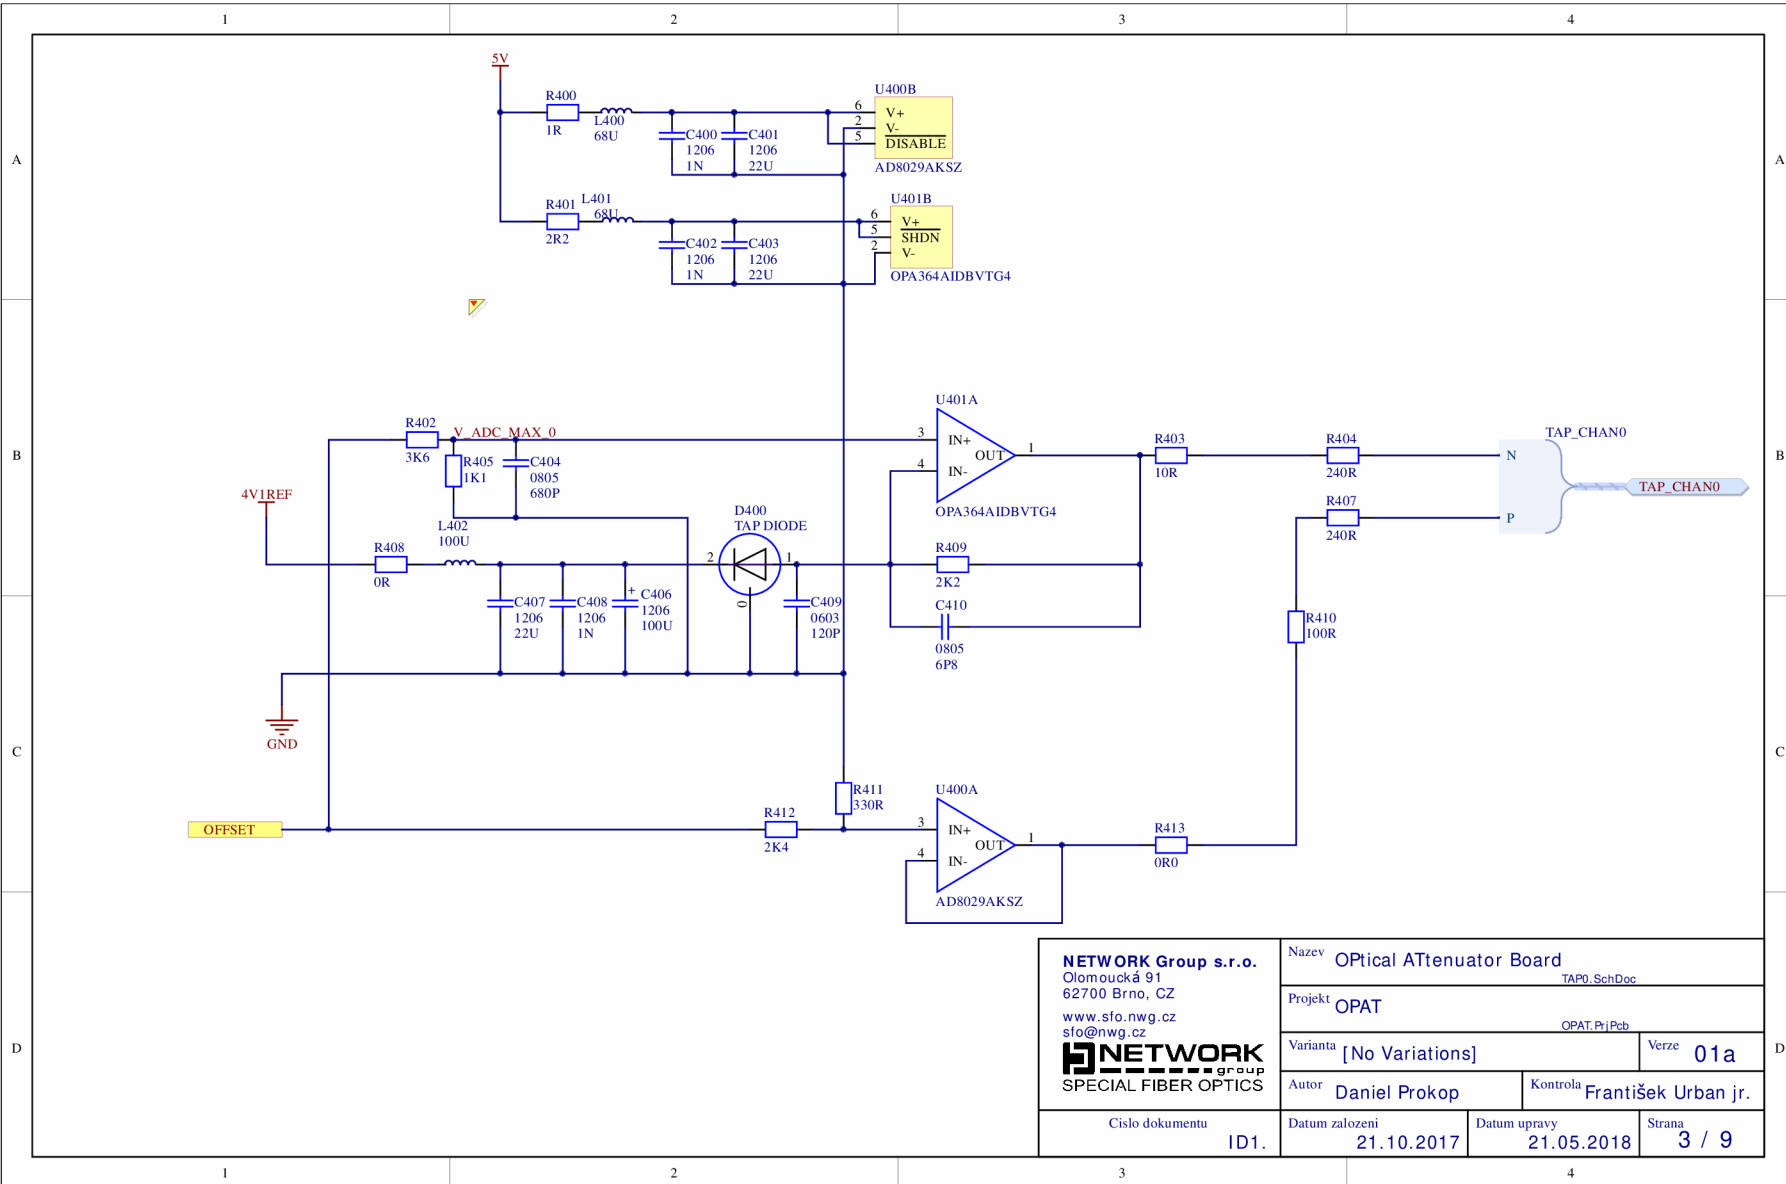 1 2 3 4
A A
B B
C C
D D
5V
R400
1R
L400
68U
C400
1206
1N
C401
1206
22U
U400B
6 V+
2 V-
5 DISABLE
AD8029AKSZ
R401
2R2
L401
68U
C402
1206
1N
C403
1206
22U
U401B
6 V+
5 SHDN
2 V-
OPA364AIDBVTG4
R402
3K6
V_ADC_MAX_0
R405
1K1
C404
0805
680P
4V1REF
R408
0R
L402
100U
C407
1206
22U
C408
1206
1N
+
C406
1206
100U
D400
TAP DIODE
2 1
0
C409
0603
120P
U401A
3 IN+
4 IN-
OUT 1
OPA364AIDBVTG4
R409
2K2
C410
0805
6P8
R403
10R
R404
240R
R407
240R
TAP_CHAN0
N
P
TAP_CHAN0
R410
100R
GND
OFFSET
R412
2K4
R411
330R
U400A
3 IN+
4 IN-
OUT 1
AD8029AKSZ
R413
0R0
NETWORK Group s.r.o.
Olomoucká 91
62700 Brno, CZ
www.sfo.nwg.cz
sfo@nwg.cz
NETWORK
group
SPECIAL FIBER OPTICS
Cislo dokumentu
ID1.
Nazev OPtical ATtenuator Board
TAP0.SchDoc
Projekt OPAT
OPAT.PrjPcb
Varianta [No Variations]
Verze 01a
Autor Daniel Prokop
Kontrola František Urban jr.
Datum zalozeni
21.10.2017
Datum upravy
21.05.2018
Strana
3 / 9
1 2 3 4